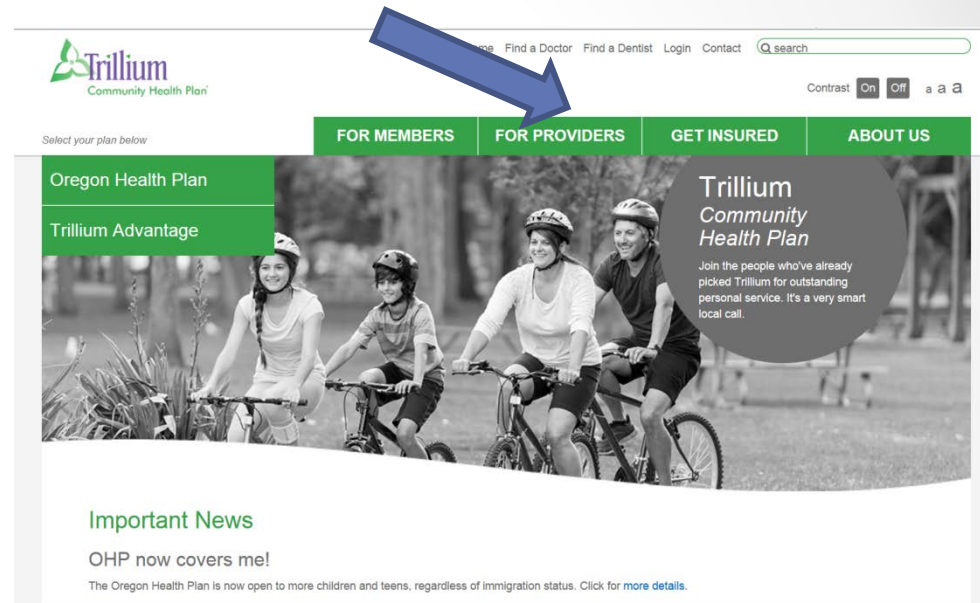 Trillium
Community Health Plan
Find a Doctor Find a Dentist Login Contact search
Contrast On Off a a a
Select your plan below
FOR MEMBERS FOR PROVIDERS GET INSURED ABOUT US
Oregon Health Plan
Trillium Advantage
Trillium
Community
Health Plan
Join the people who've already
picked Trillium for outstanding
personal service. It's a very smart
local call.
Important News
OHP now covers me!
The Oregon Health Plan is now open to more children and teens, regardless of immigration status. Click for more details.